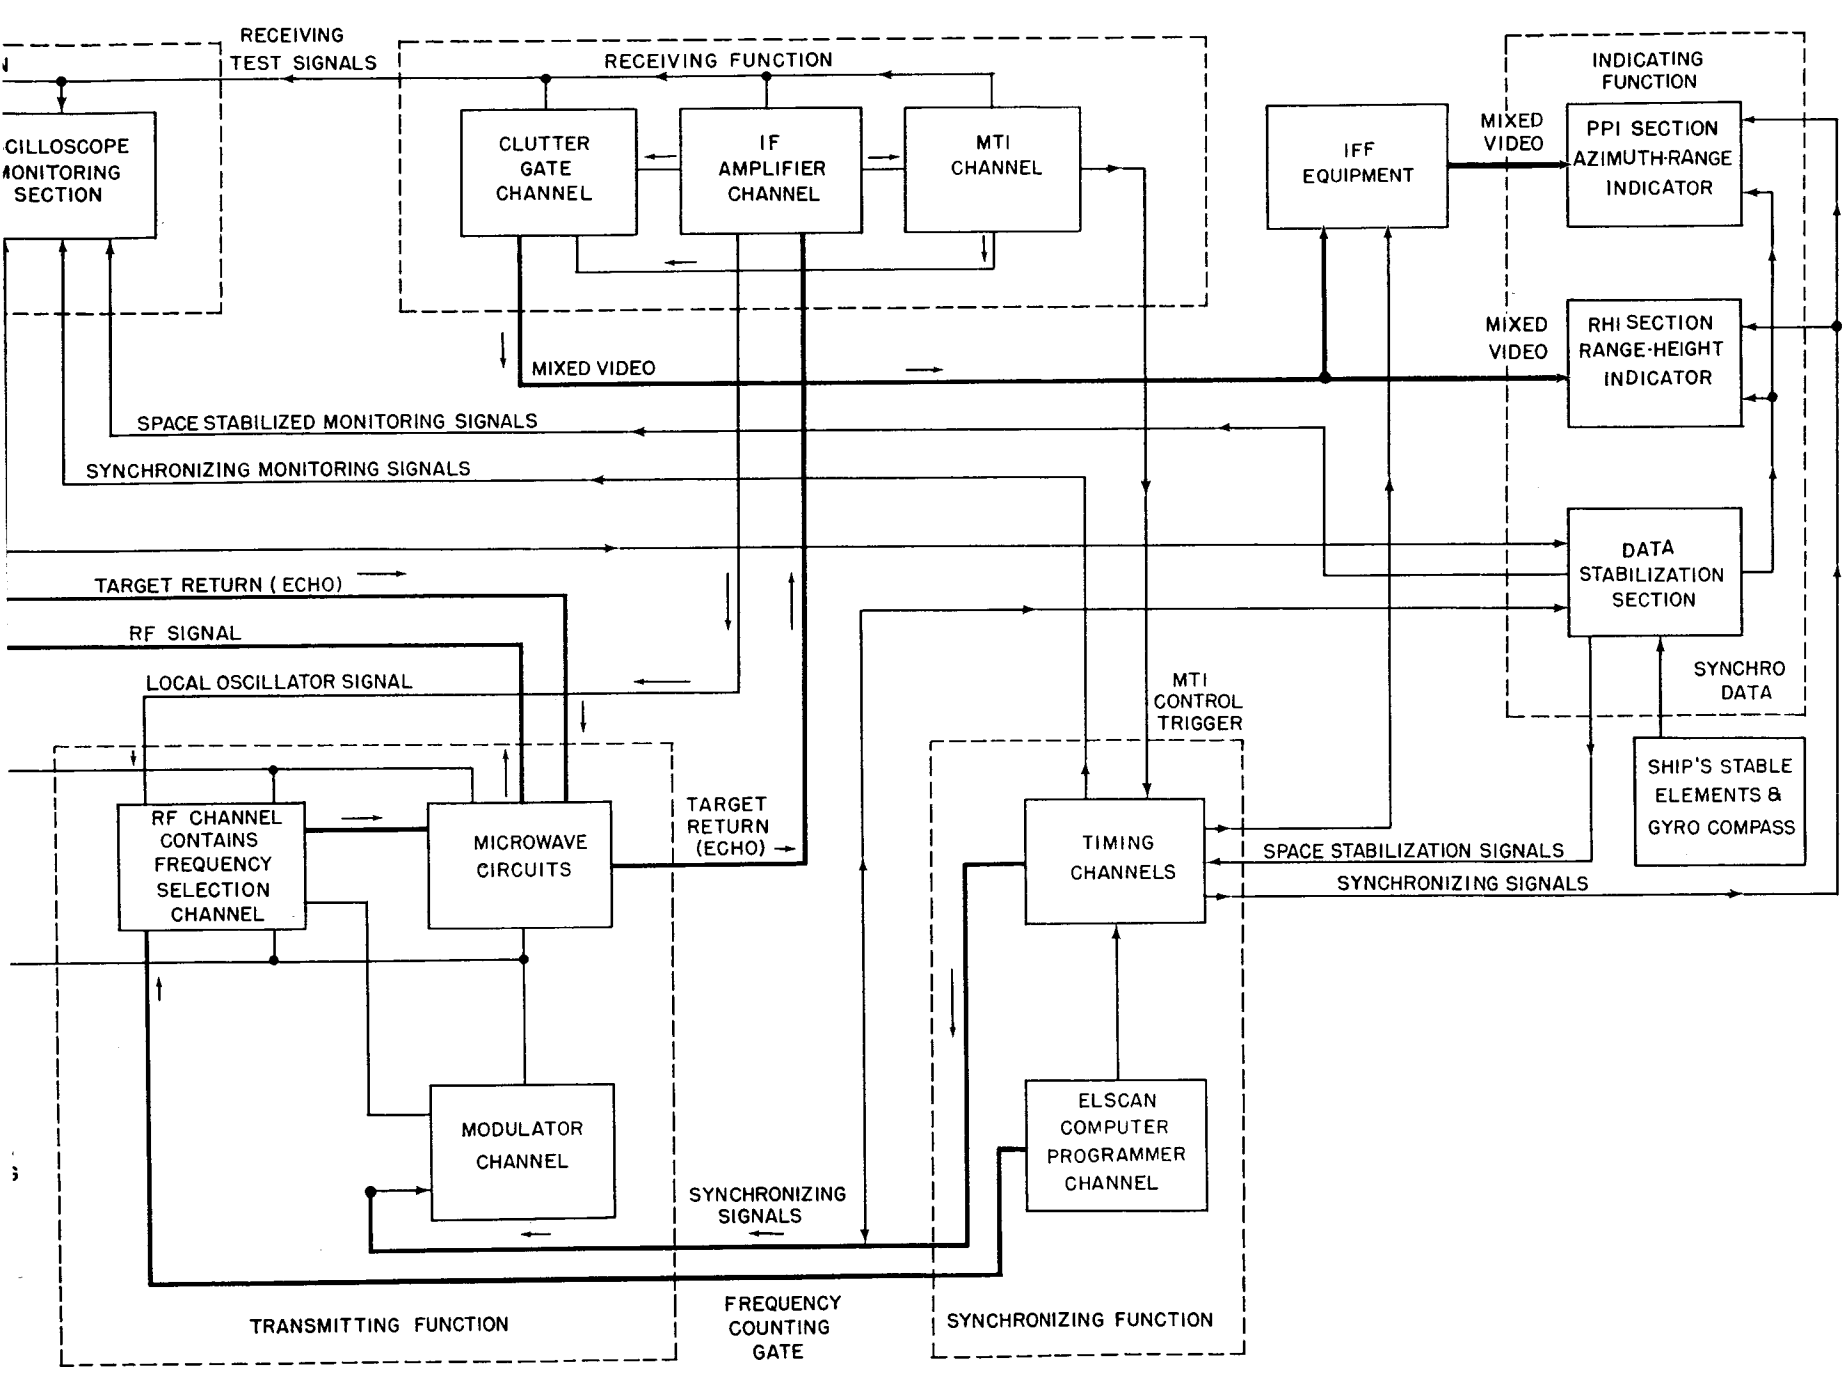 RECEIVING
TEST SIGNALS
RECEIVING FUNCTION
INDICATING
FUNCTION
CILLOSCOPE
MONITORING
SECTION
CLUTTER
GATE
CHANNEL
IF
AMPLIFIER
CHANNEL
MTI
CHANNEL
IFF
EQUIPMENT
MIXED
VIDEO
PPI SECTION
AZIMUTH-RANGE
INDICATOR
MIXED
VIDEO
RHI SECTION
RANGE-HEIGHT
INDICATOR
MIXED VIDEO
SPACE STABILIZED MONITORING SIGNALS
SYNCHRONIZING MONITORING SIGNALS
DATA
STABILIZATION
SECTION
TARGET RETURN (ECHO)
RF SIGNAL
LOCAL OSCILLATOR SIGNAL
MTI
CONTROL
TRIGGER
SYNCHRO
DATA
SHIP'S STABLE
ELEMENTS &
GYRO COMPASS
RF CHANNEL
CONTAINS
FREQUENCY
SELECTION
CHANNEL
MICROWAVE
CIRCUITS
TARGET
RETURN
(ECHO)
TIMING
CHANNELS
SPACE STABILIZATION SIGNALS
SYNCHRONIZING SIGNALS
MODULATOR
CHANNEL
ELSCAN
COMPUTER
PROGRAMMER
CHANNEL
SYNCHRONIZING
SIGNALS
TRANSMITTING FUNCTION
FREQUENCY
COUNTING
GATE
SYNCHRONIZING FUNCTION